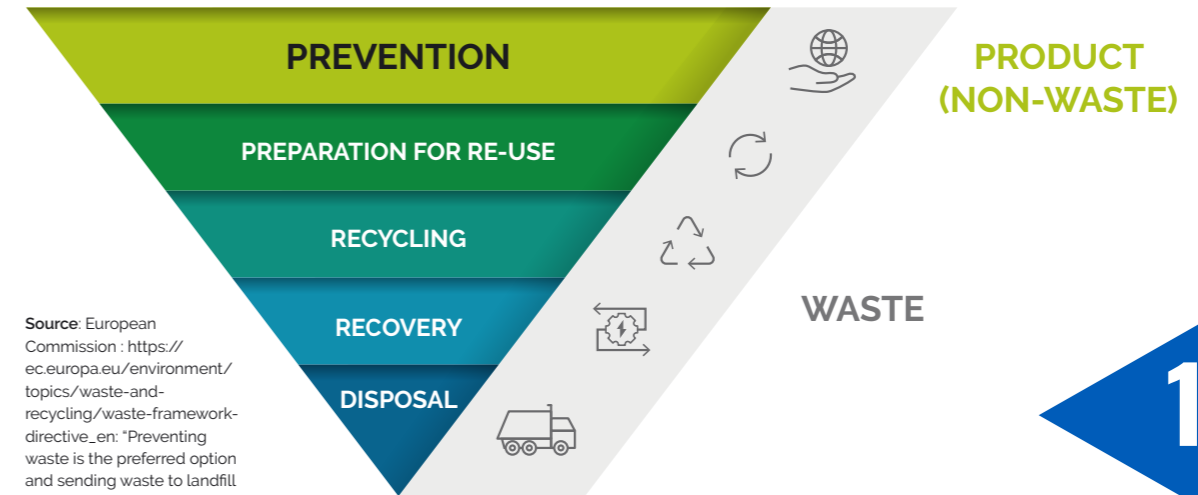 PREVENTION
PRODUCT
(NON-WASTE)
PREPARATION FOR RE-USE
RECYCLING
WASTE
RECOVERY
DISPOSAL
Source: European
Commission : https://
ec.europa.eu/environment/
topics/waste-and-
recycling/waste-framework-
directive_en: “Preventing
waste is the preferred option
and sending waste to landfill
1